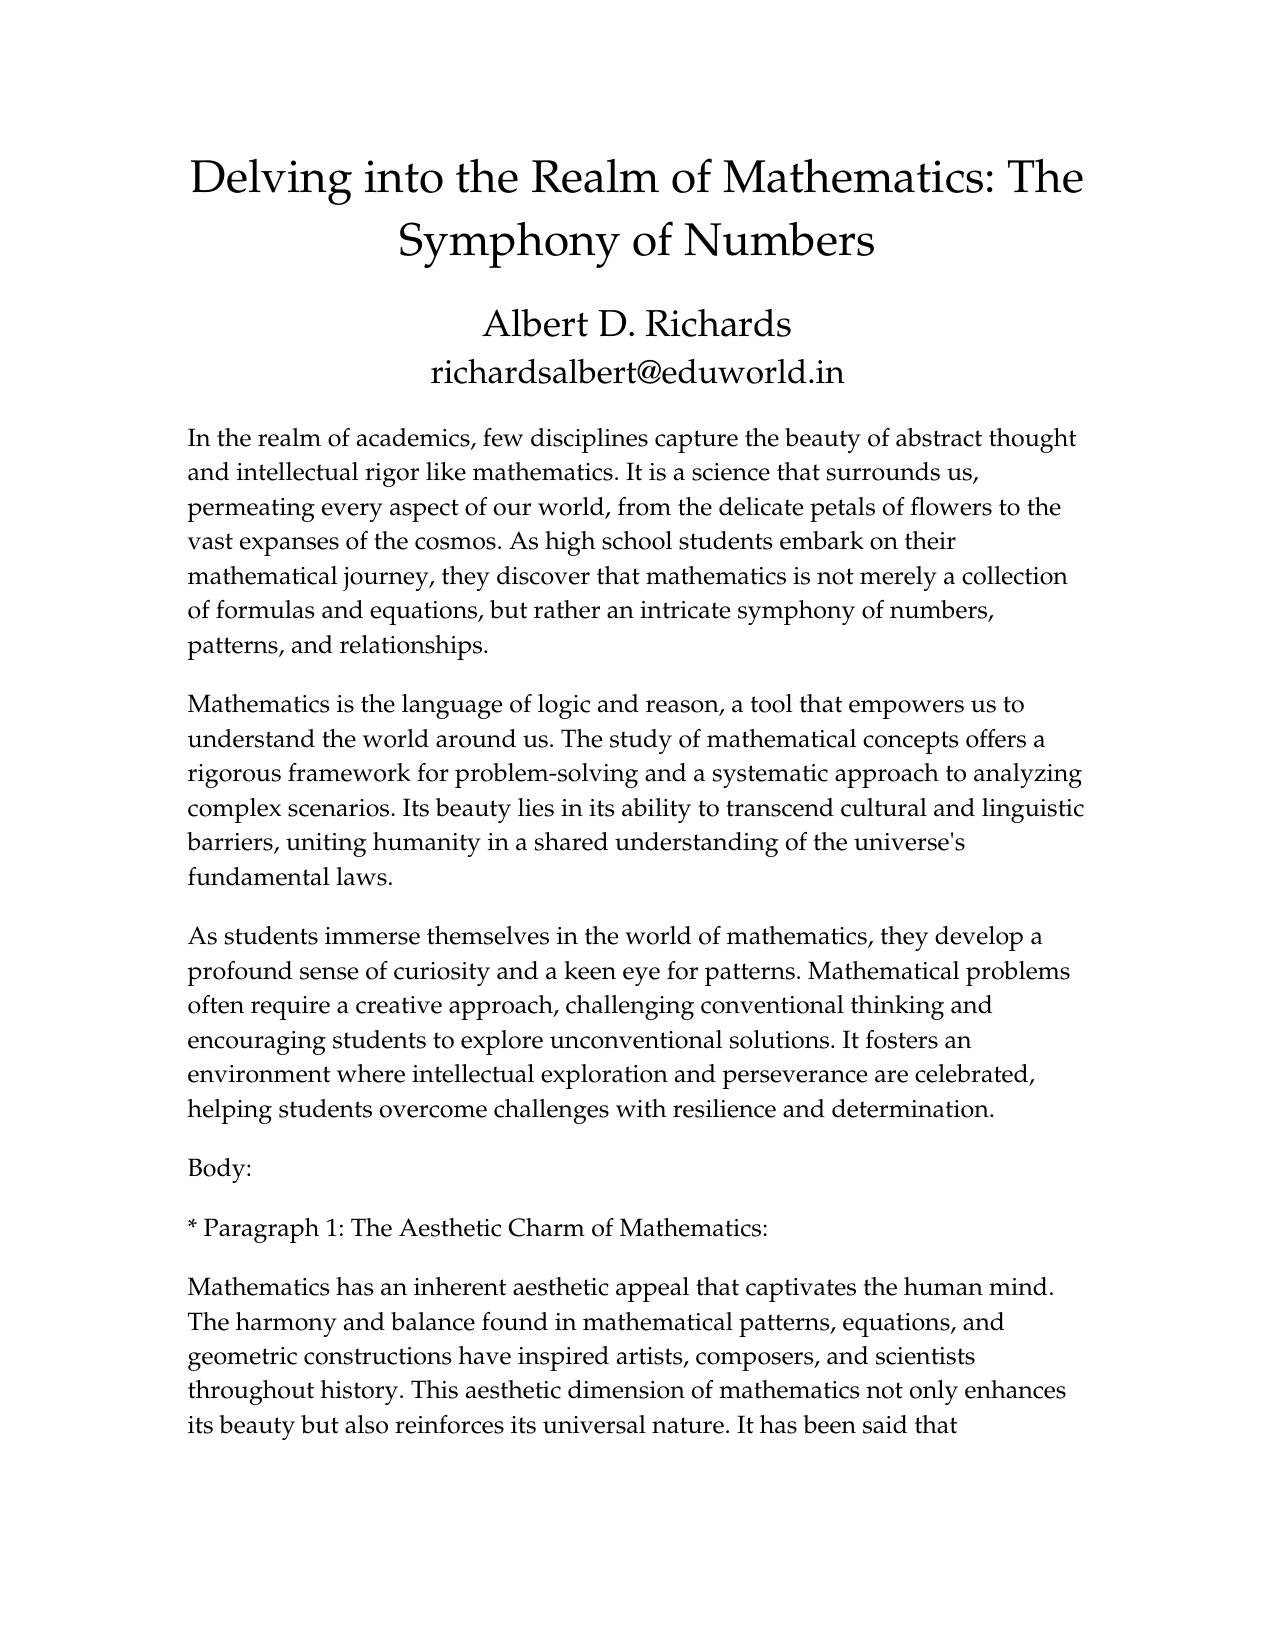 Delving into the Realm of Mathematics: The
Symphony of Numbers
Albert D. Richards
richardsalbert@eduworld.in
In the realm of academics, few disciplines capture the beauty of abstract thought
and intellectual rigor like mathematics. It is a science that surrounds us,
permeating every aspect of our world, from the delicate petals of flowers to the
vast expanses of the cosmos. As high school students embark on their
mathematical journey, they discover that mathematics is not merely a collection
of formulas and equations, but rather an intricate symphony of numbers,
patterns, and relationships.
Mathematics is the language of logic and reason, a tool that empowers us to
understand the world around us. The study of mathematical concepts offers a
rigorous framework for problem-solving and a systematic approach to analyzing
complex scenarios. Its beauty lies in its ability to transcend cultural and linguistic
barriers, uniting humanity in a shared understanding of the universe's
fundamental laws.
As students immerse themselves in the world of mathematics, they develop a
profound sense of curiosity and a keen eye for patterns. Mathematical problems
often require a creative approach, challenging conventional thinking and
encouraging students to explore unconventional solutions. It fosters an
environment where intellectual exploration and perseverance are celebrated,
helping students overcome challenges with resilience and determination.
Body:
* Paragraph 1: The Aesthetic Charm of Mathematics:
Mathematics has an inherent aesthetic appeal that captivates the human mind.
The harmony and balance found in mathematical patterns, equations, and
geometric constructions have inspired artists, composers, and scientists
throughout history. This aesthetic dimension of mathematics not only enhances
its beauty but also reinforces its universal nature. It has been said that